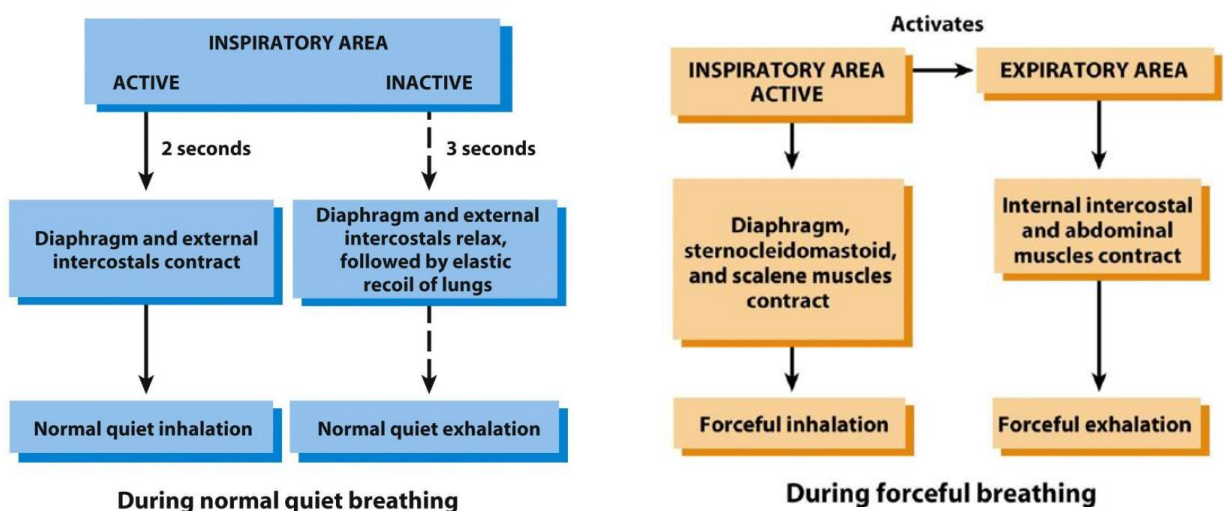 INSPIRATORY AREA
ACTIVE
INACTIVE
2 seconds
3 seconds
Diaphragm and external
intercostals contract
Diaphragm and external
intercostals relax,
followed by elastic
recoil of lungs
Normal quiet inhalation
Normal quiet exhalation
During normal quiet breathing
Activates
INSPIRATORY AREA
ACTIVE
EXPIRATORY AREA
Diaphragm,
sternocleidomastoid,
and scalene muscles
contract
Internal intercostal
and abdominal
muscles contract
Forceful inhalation
Forceful exhalation
During forceful breathing